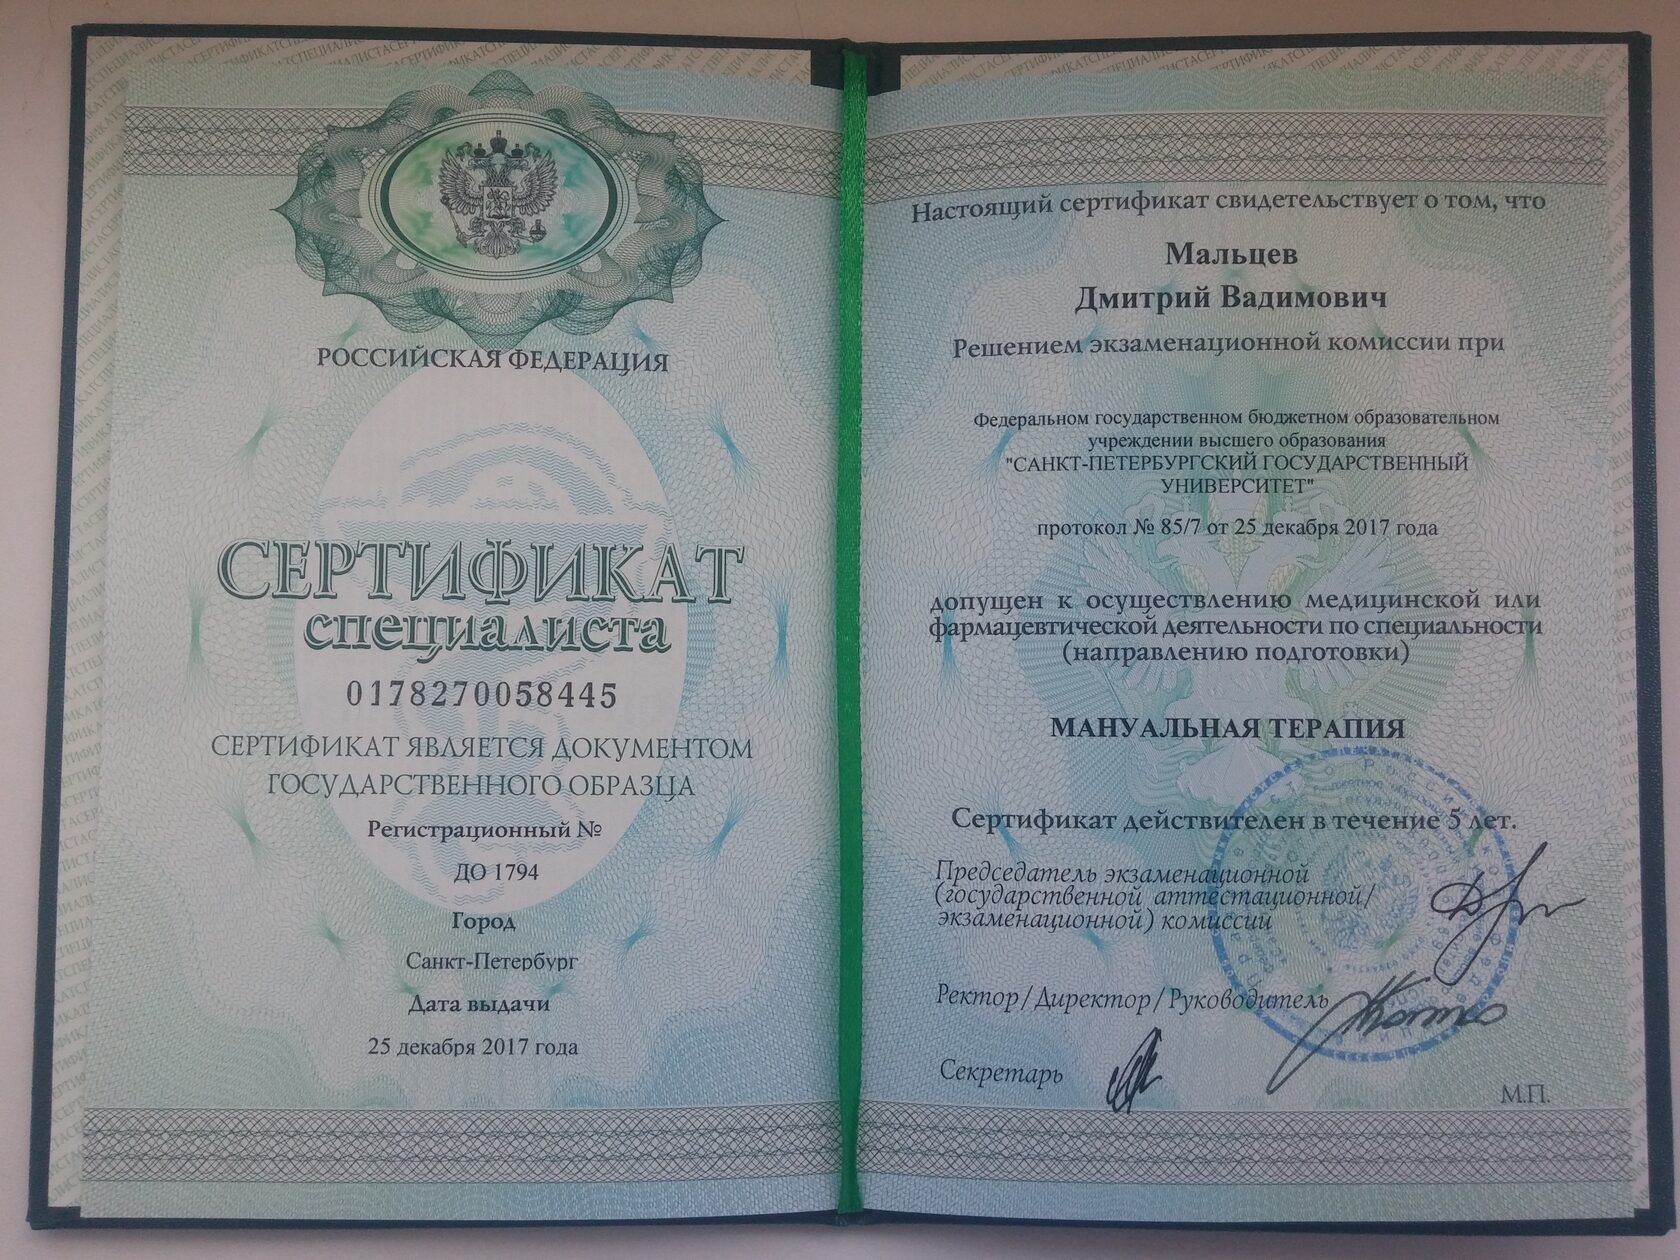 РОССИЙСКАЯ ФЕДЕРАЦИЯ
СЕРТИФИКАТ
специалиста
0178270058445
СЕРТИФИКАТ ЯВЛЯЕТСЯ ДОКУМЕНТОМ
ГОСУДАРСТВЕННОГО ОБРАЗЦА
Регистрационный №
ДО 1794
Город
Санкт-Петербург
Дата выдачи
25 декабря 2017 года
Настоящий сертификат свидетельствует о том, что
Мальцев
Дмитрий Вадимович
Решением экзаменационной комиссии при
Федеральном государственном бюджетном образовательном
учреждении высшего образования
"САНКТ-ПЕТЕРБУРГСКИЙ ГОСУДАРСТВЕННЫЙ
УНИВЕРСИТЕТ"
протокол № 85/7 от 25 декабря 2017 года
допущен к осуществлению медицинской или
фармацевтической деятельности по специальности
(направлению подготовки)
МАНУАЛЬНАЯ ТЕРАПИЯ
Сертификат действителен в течение 5 лет.
Председатель экзаменационной
(государственной аттестационной/
экзаменационной) комиссии
Ректор/Директор/Руководитель
Секретарь
М.П.